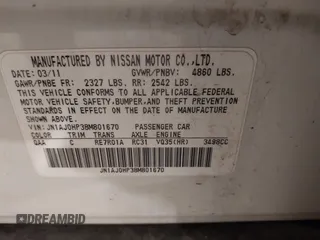 MANUFACTURED BY NISSAN MOTOR CO.,LTD.
DATE: 03/11 GVWR/PNBV: 4860 LBS.
GAWR/PNBE FR: 2327 LBS. RR: 2542 LBS.
THIS VEHICLE CONFORMS TO ALL APPLICABLE FEDERAL
MOTOR VEHICLE SAFETY, BUMPER, AND THEFT PREVENTION
STANDARDS IN EFFECT ON THE DATE OF MANUFACTURE
SHOWN ABOVE.
VIN: JN1AJ0HP3BM801670 PASSENGER CAR
COLOR TRIM TRANS AXLE ENGINE
QAA C RE7R01A RC31 VQ35(HR) 3498CC
JN1AJ0HP3BM801670
DREAMBID